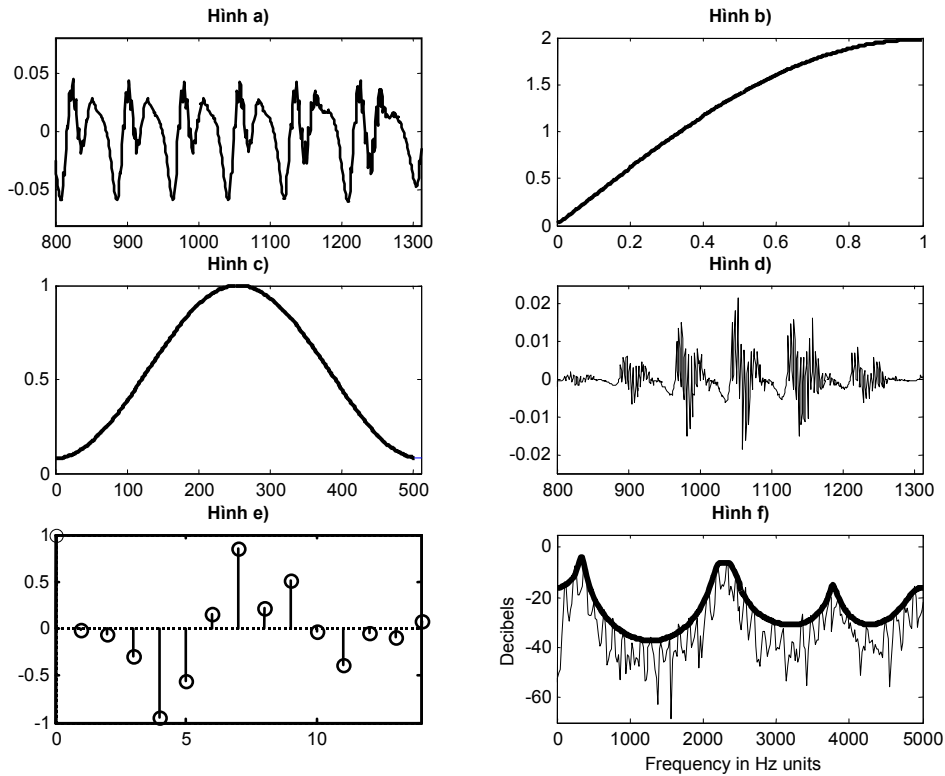 Hình a)
0.05
0
-0.05
800 900 1000 1100 1200 1300
Hình b)
2
1.5
1
0.5
0
0 0.2 0.4 0.6 0.8 1
Hình c)
1
0.5
0
0 100 200 300 400 500
Hình d)
0.02
0.01
0
-0.01
-0.02
800 900 1000 1100 1200 1300
Hình e)
1
0.5
0
-0.5
-1
0 5 10
Hình f)
0
-20
-40
-60
Decibels
0 1000 2000 3000 4000 5000
Frequency in Hz units